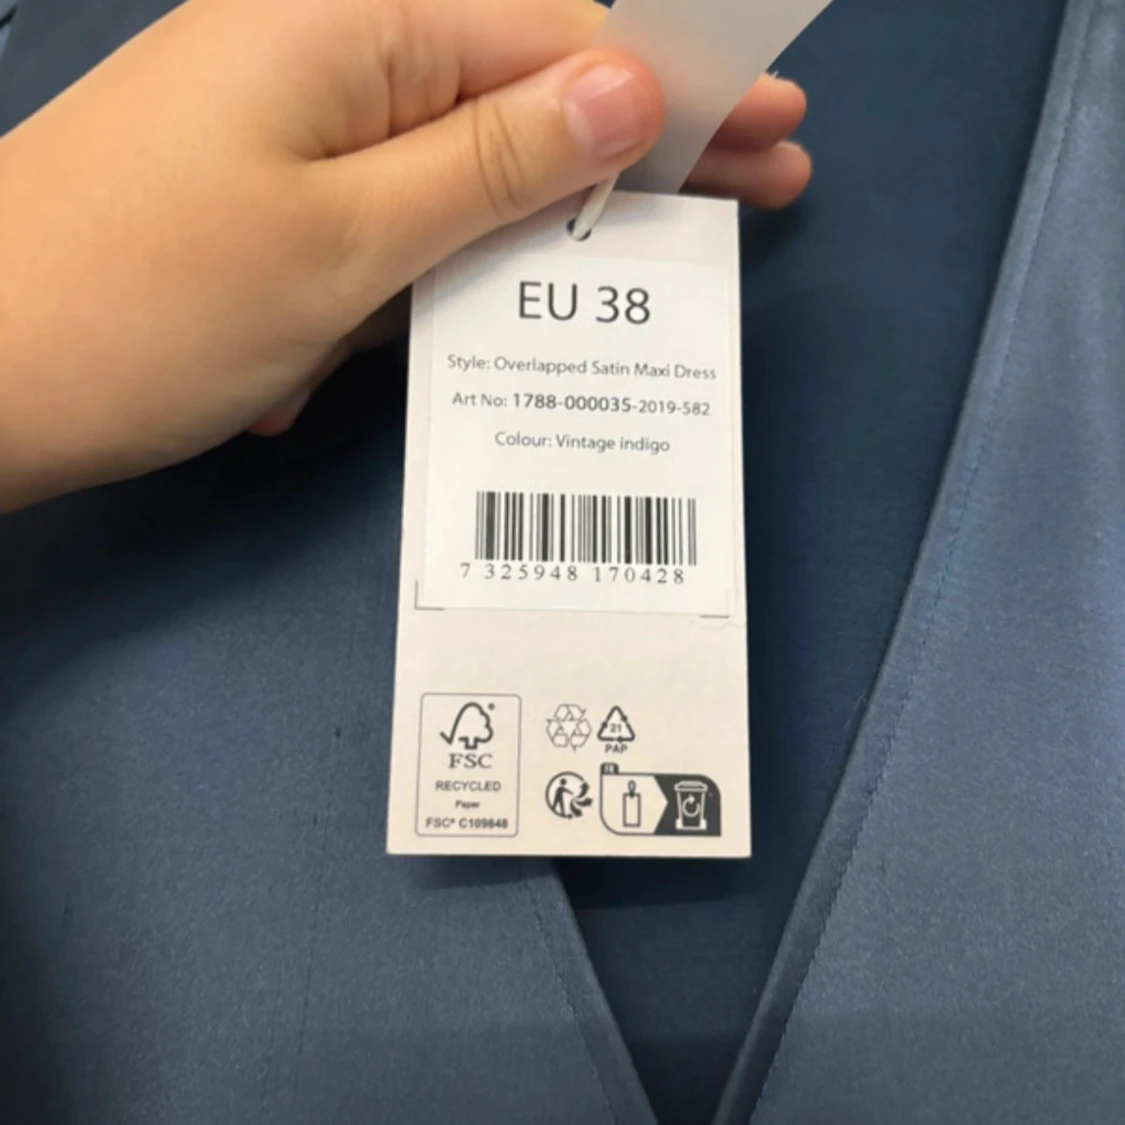 EU 38
Style: Overlapped Satin Maxi Dress
Art No: 1788-000035-2019-582
Colour: Vintage indigo
7 325948 170428
FSC®
RECYCLED
Paper
FSC® C109848
21
PAP
FR